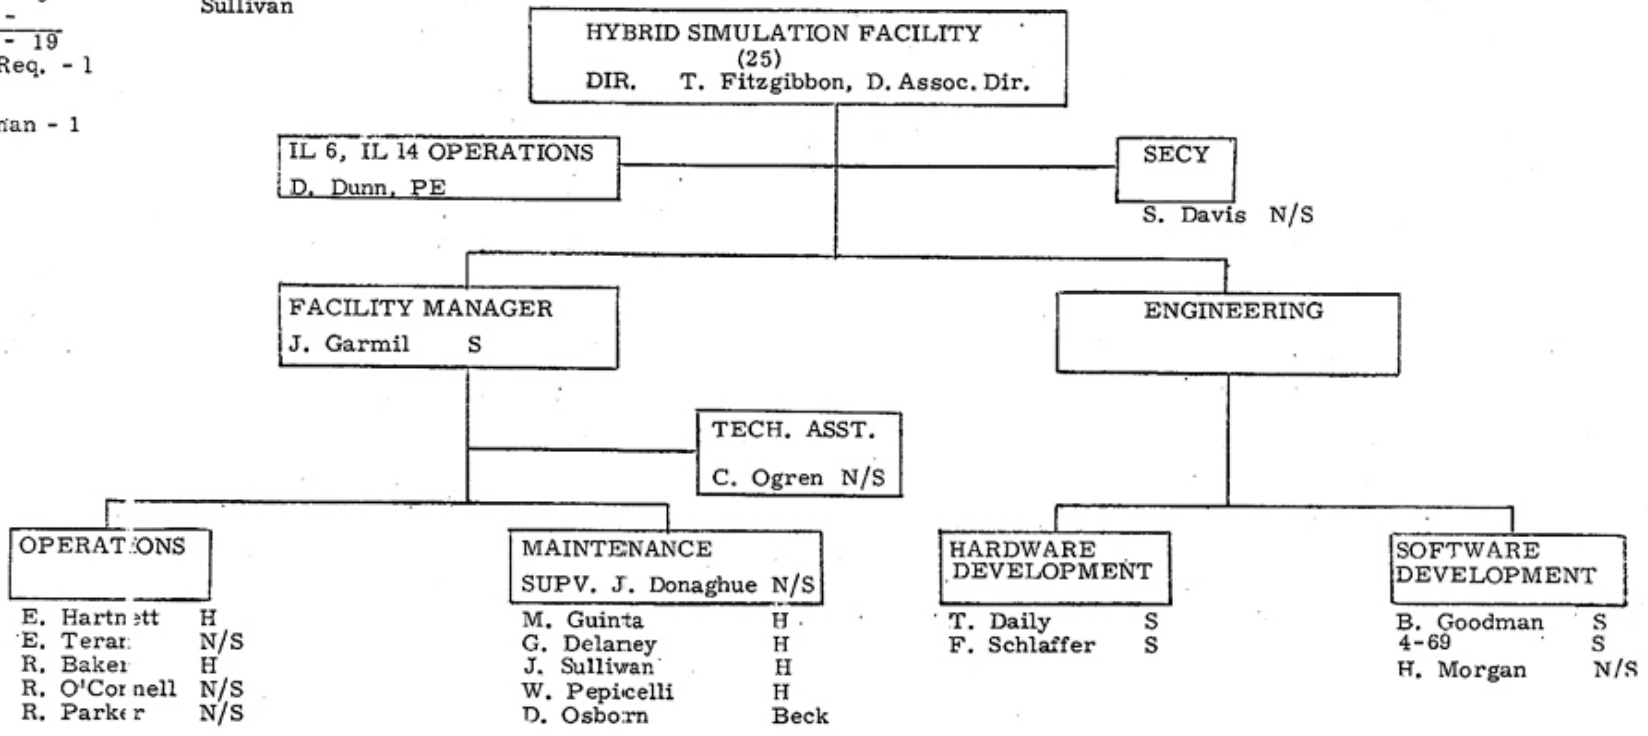 Sullivan
-
- 19
Req. - 1
- 1
HYBRID SIMULATION FACILITY
(25)
DIR. T. Fitzgibbon, D. Assoc. Dir.
IL 6, IL 14 OPERATIONS
D. Dunn, PE
SECY
S. Davis N/S
FACILITY MANAGER
J. Garmil S
ENGINEERING
TECH. ASST.
C. Ogren N/S
OPERATIONS
E. Hartnett H
E. Teran N/S
R. Baker H
R. O'Connell N/S
R. Parker N/S
MAINTENANCE
SUPV. J. Donaghue N/S
M. Guinta H
G. Delaney H
J. Sullivan H
W. Pepicelli H
D. Osborn Beck
HARDWARE
DEVELOPMENT
T. Daily S
F. Schlaffer S
SOFTWARE
DEVELOPMENT
B. Goodman S
4-69 S
H. Morgan N/S